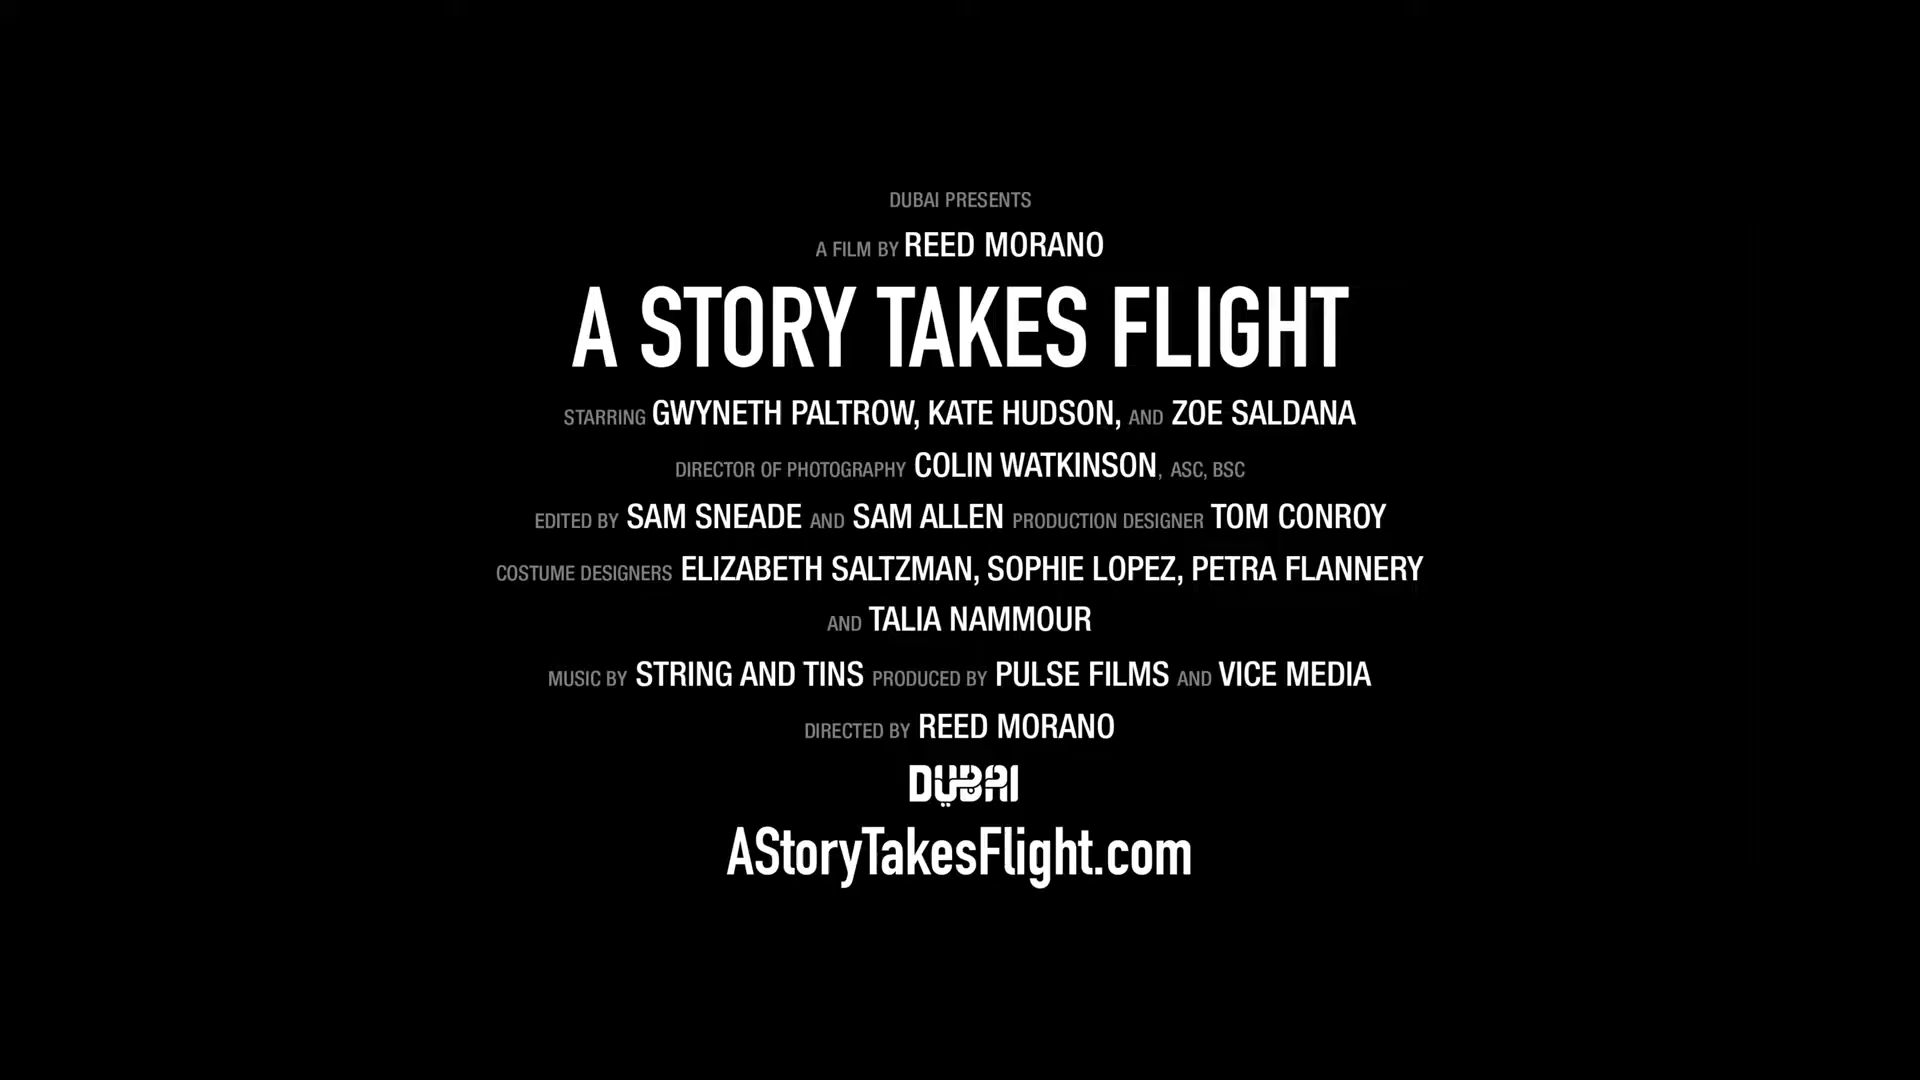 DUBAI PRESENTS
A FILM BY REED MORANO
A STORY TAKES FLIGHT
STARRING GWYNETH PALTROW, KATE HUDSON, AND ZOE SALDANA
DIRECTOR OF PHOTOGRAPHY COLIN WATKINSON, ASC, BSC
EDITED BY SAM SNEADE AND SAM ALLEN PRODUCTION DESIGNER TOM CONROY
COSTUME DESIGNERS ELIZABETH SALTZMAN, SOPHIE LOPEZ, PETRA FLANNERY
AND TALIA NAMMOUR
MUSIC BY STRING AND TINS PRODUCED BY PULSE FILMS AND VICE MEDIA
DIRECTED BY REED MORANO
DUBAI
AStoryTakesFlight.com